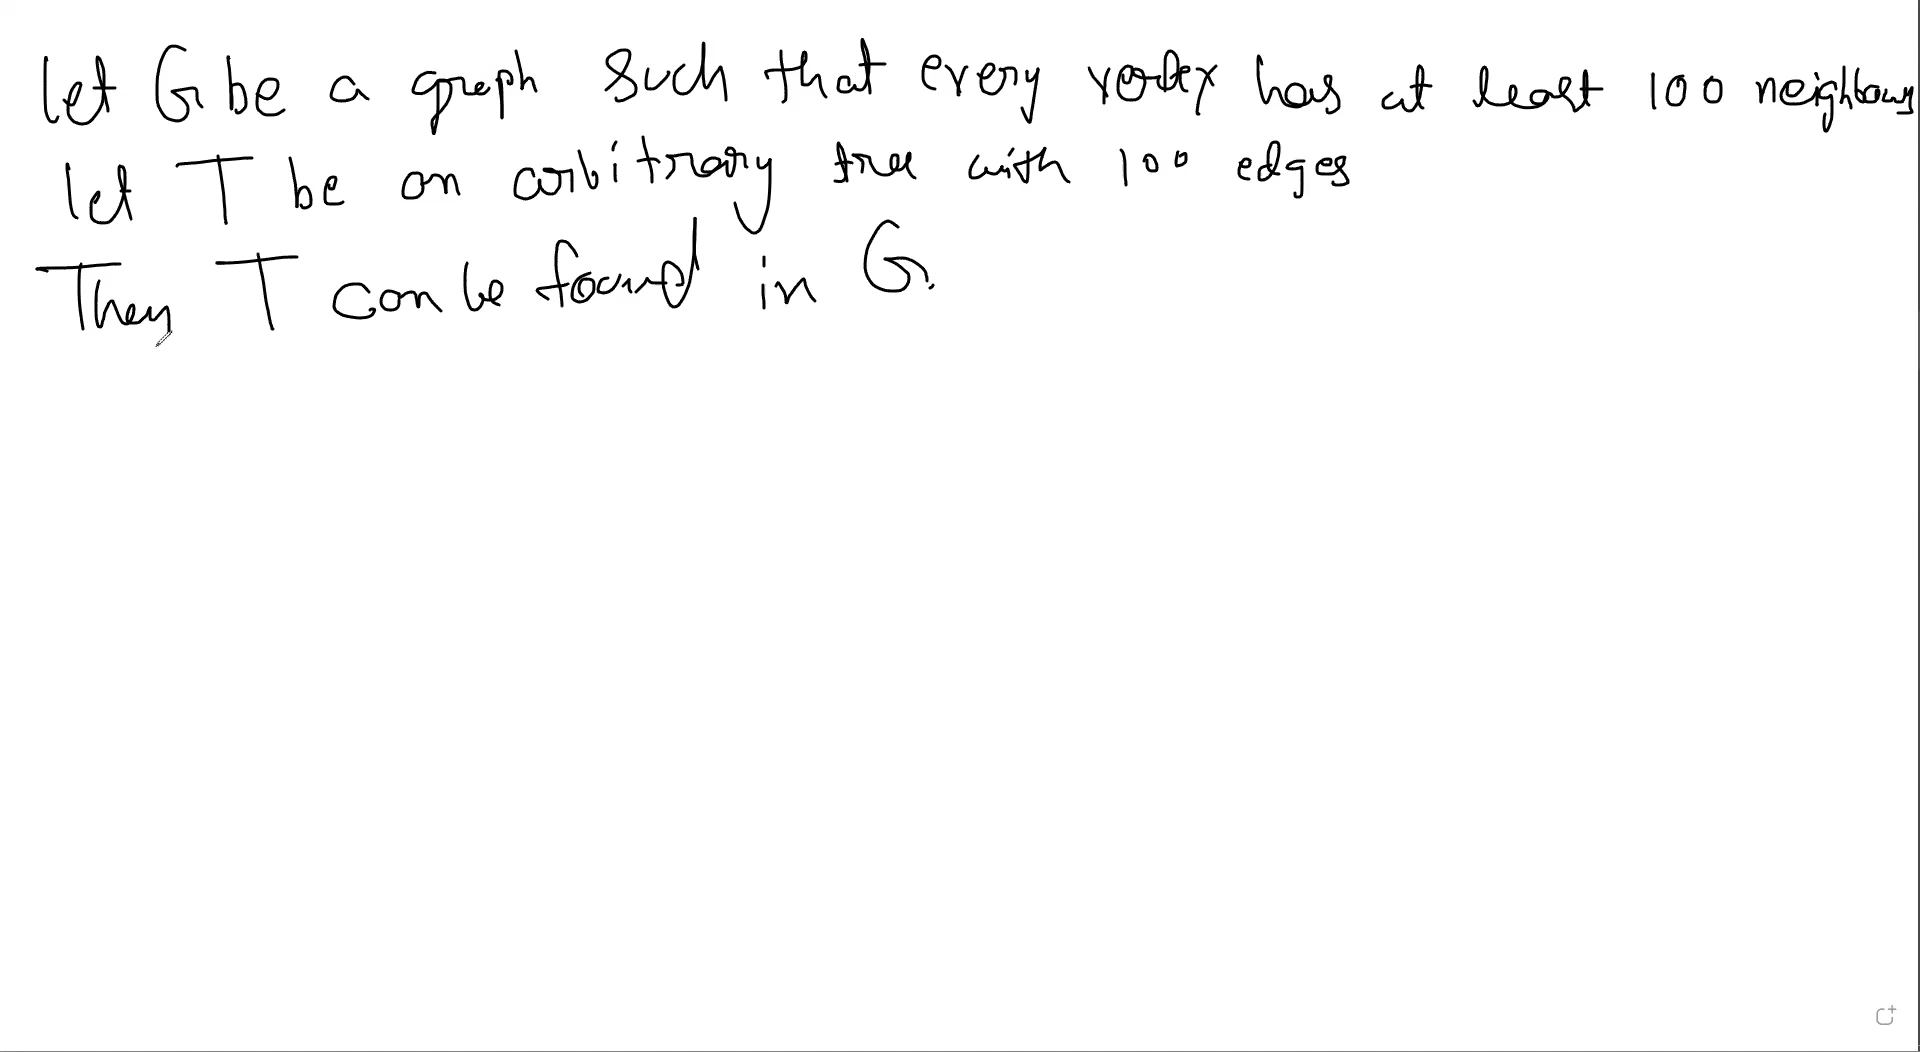 let G be a graph such that every vertex has at least 100 neighbours
let T be an arbitrary tree with 100 edges
Then T can be found in G.